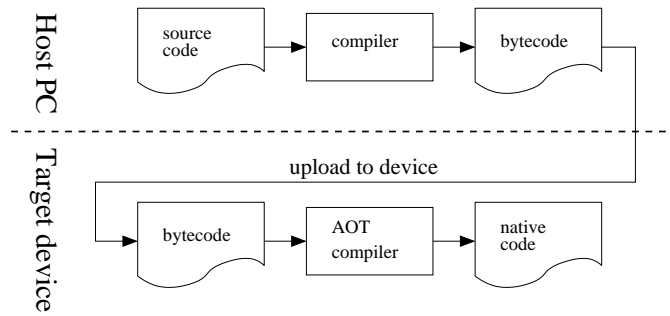 Host PC
source
code
compiler
bytecode
upload to device
Target device
bytecode
AOT
compiler
native
code